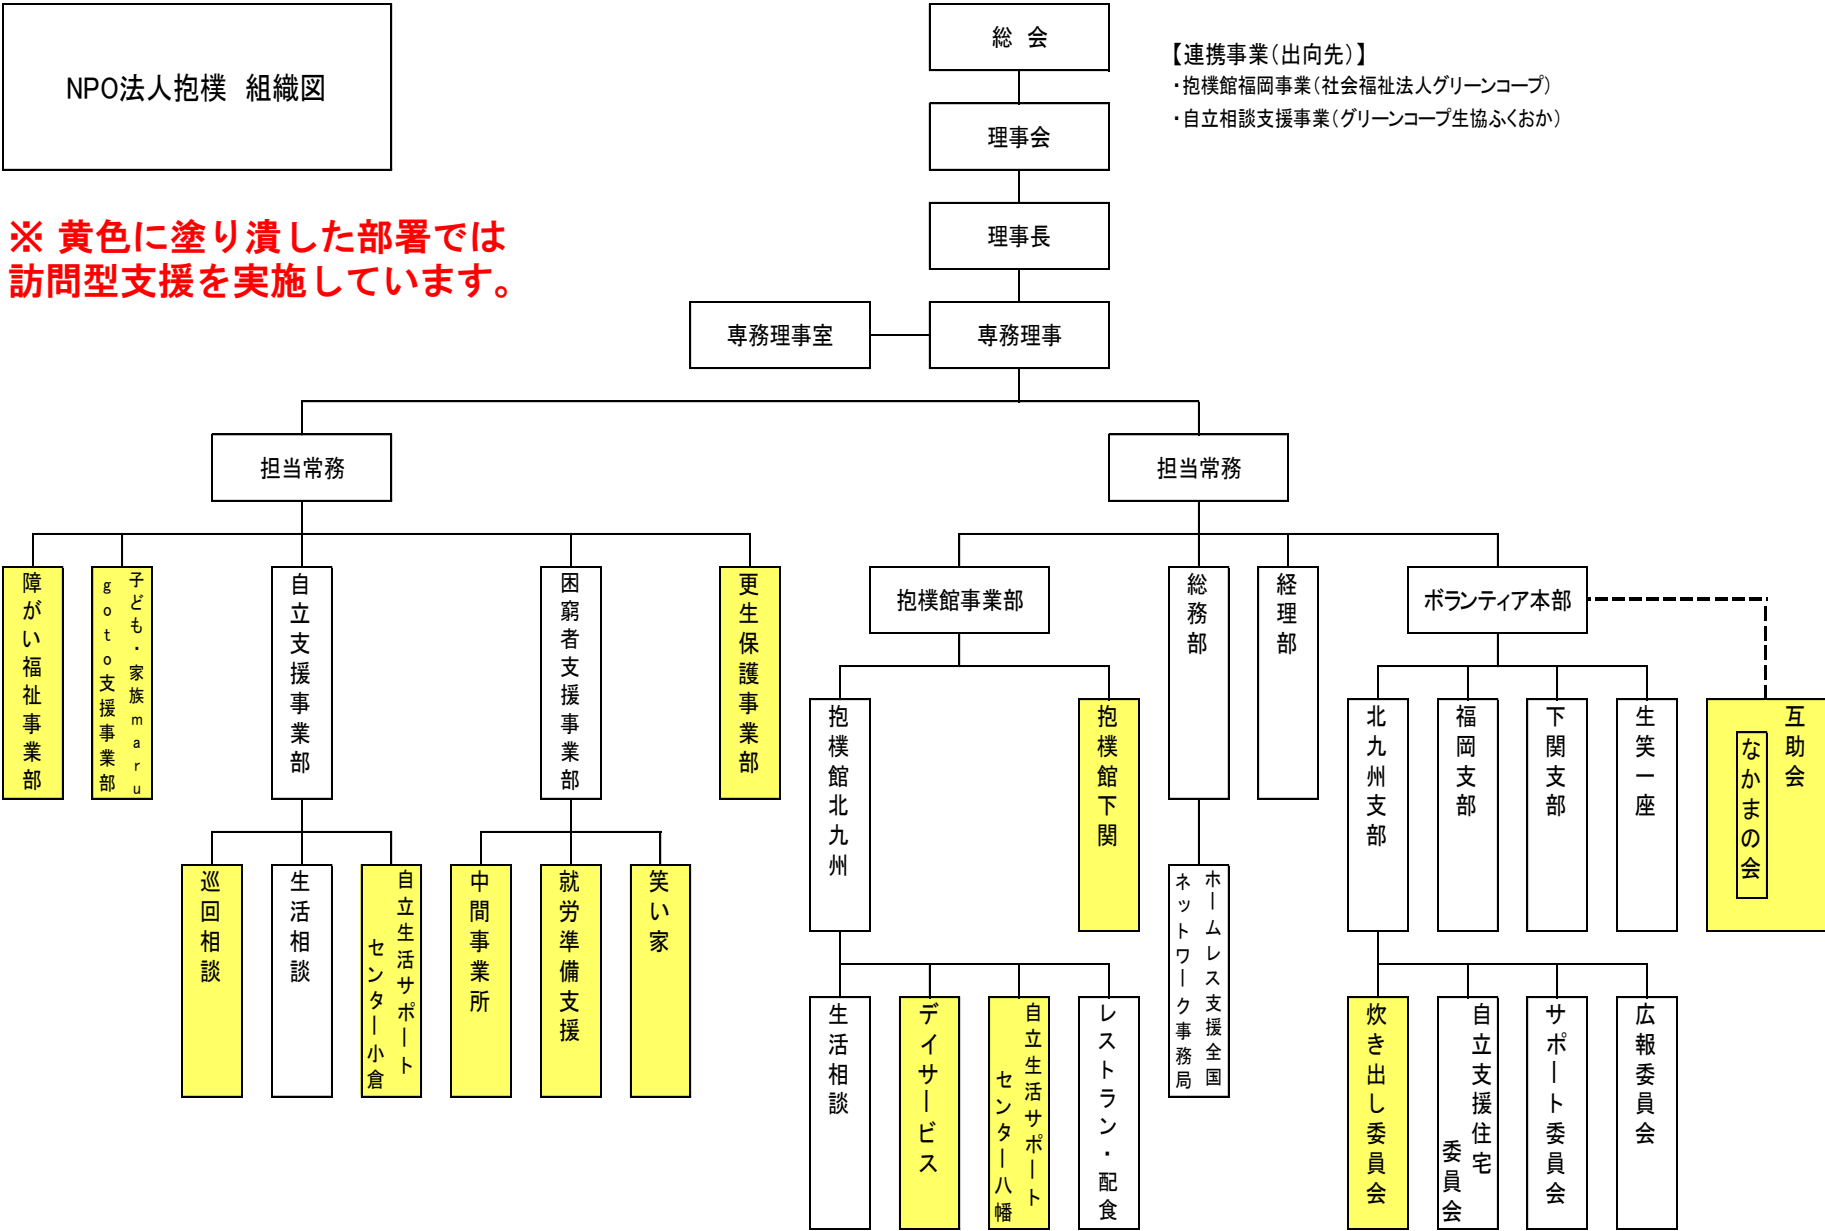 NPO法人抱樸 組織図
総 会
【連携事業(出向先)】
・抱樸館福岡事業(社会福祉法人グリーンコープ)
・自立相談支援事業(グリーンコープ生協ふくおか)
理事会
※ 黄色に塗り潰した部署では
訪問型支援を実施しています。
理事長
専務理事室
専務理事
担当常務
担当常務
障がい福祉事業部
子ども・家族maru
goto支援事業部
自立支援事業部
困窮者支援事業部
更生保護事業部
抱樸館事業部
総務部
経理部
ボランティア本部
巡回相談
生活相談
自立生活サポート
センター小倉
中間事業所
就労準備支援
笑い家
抱樸館北九州
抱樸館下関
ホームレス支援全国
ネットワーク事務局
北九州支部
福岡支部
下関支部
生笑一座
互助会
なかまの会
生活相談
デイサービス
自立生活サポート
センター八幡
レストラン・配食
炊き出し委員会
自立支援住宅
委員会
サポート委員会
広報委員会